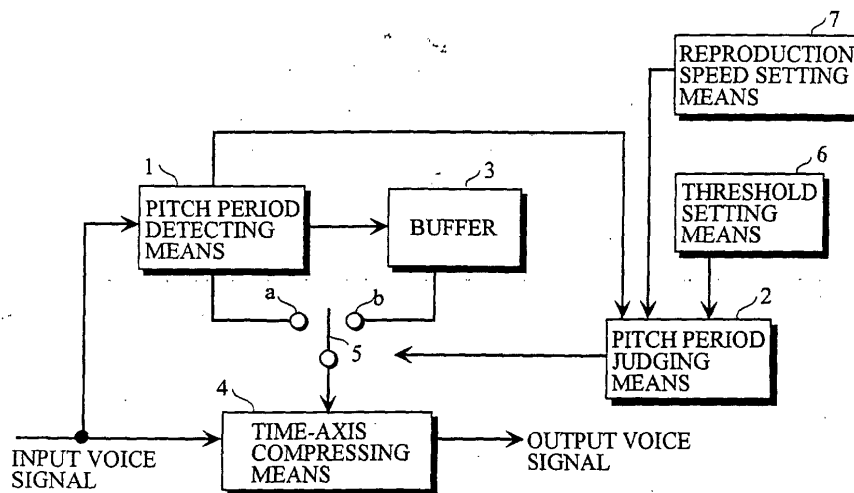 7
REPRODUCTION
SPEED SETTING
MEANS
1
PITCH PERIOD
DETECTING
MEANS
3
BUFFER
6
THRESHOLD
SETTING
MEANS
a
b
5
2
PITCH PERIOD
JUDGING
MEANS
4
TIME-AXIS
COMPRESSING
MEANS
INPUT VOICE
SIGNAL
OUTPUT VOICE
SIGNAL